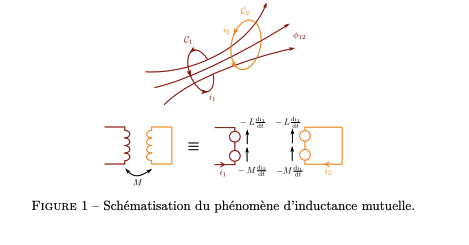 C₂
C₁
i₂
ϕ₁₂
i₁
− L di₁/dt
− L di₁/dt
≡
M
i₁
− M di₂/dt
− M di₁/dt
i₂
FIGURE 1 – Schématisation du phénomène d'inductance mutuelle.